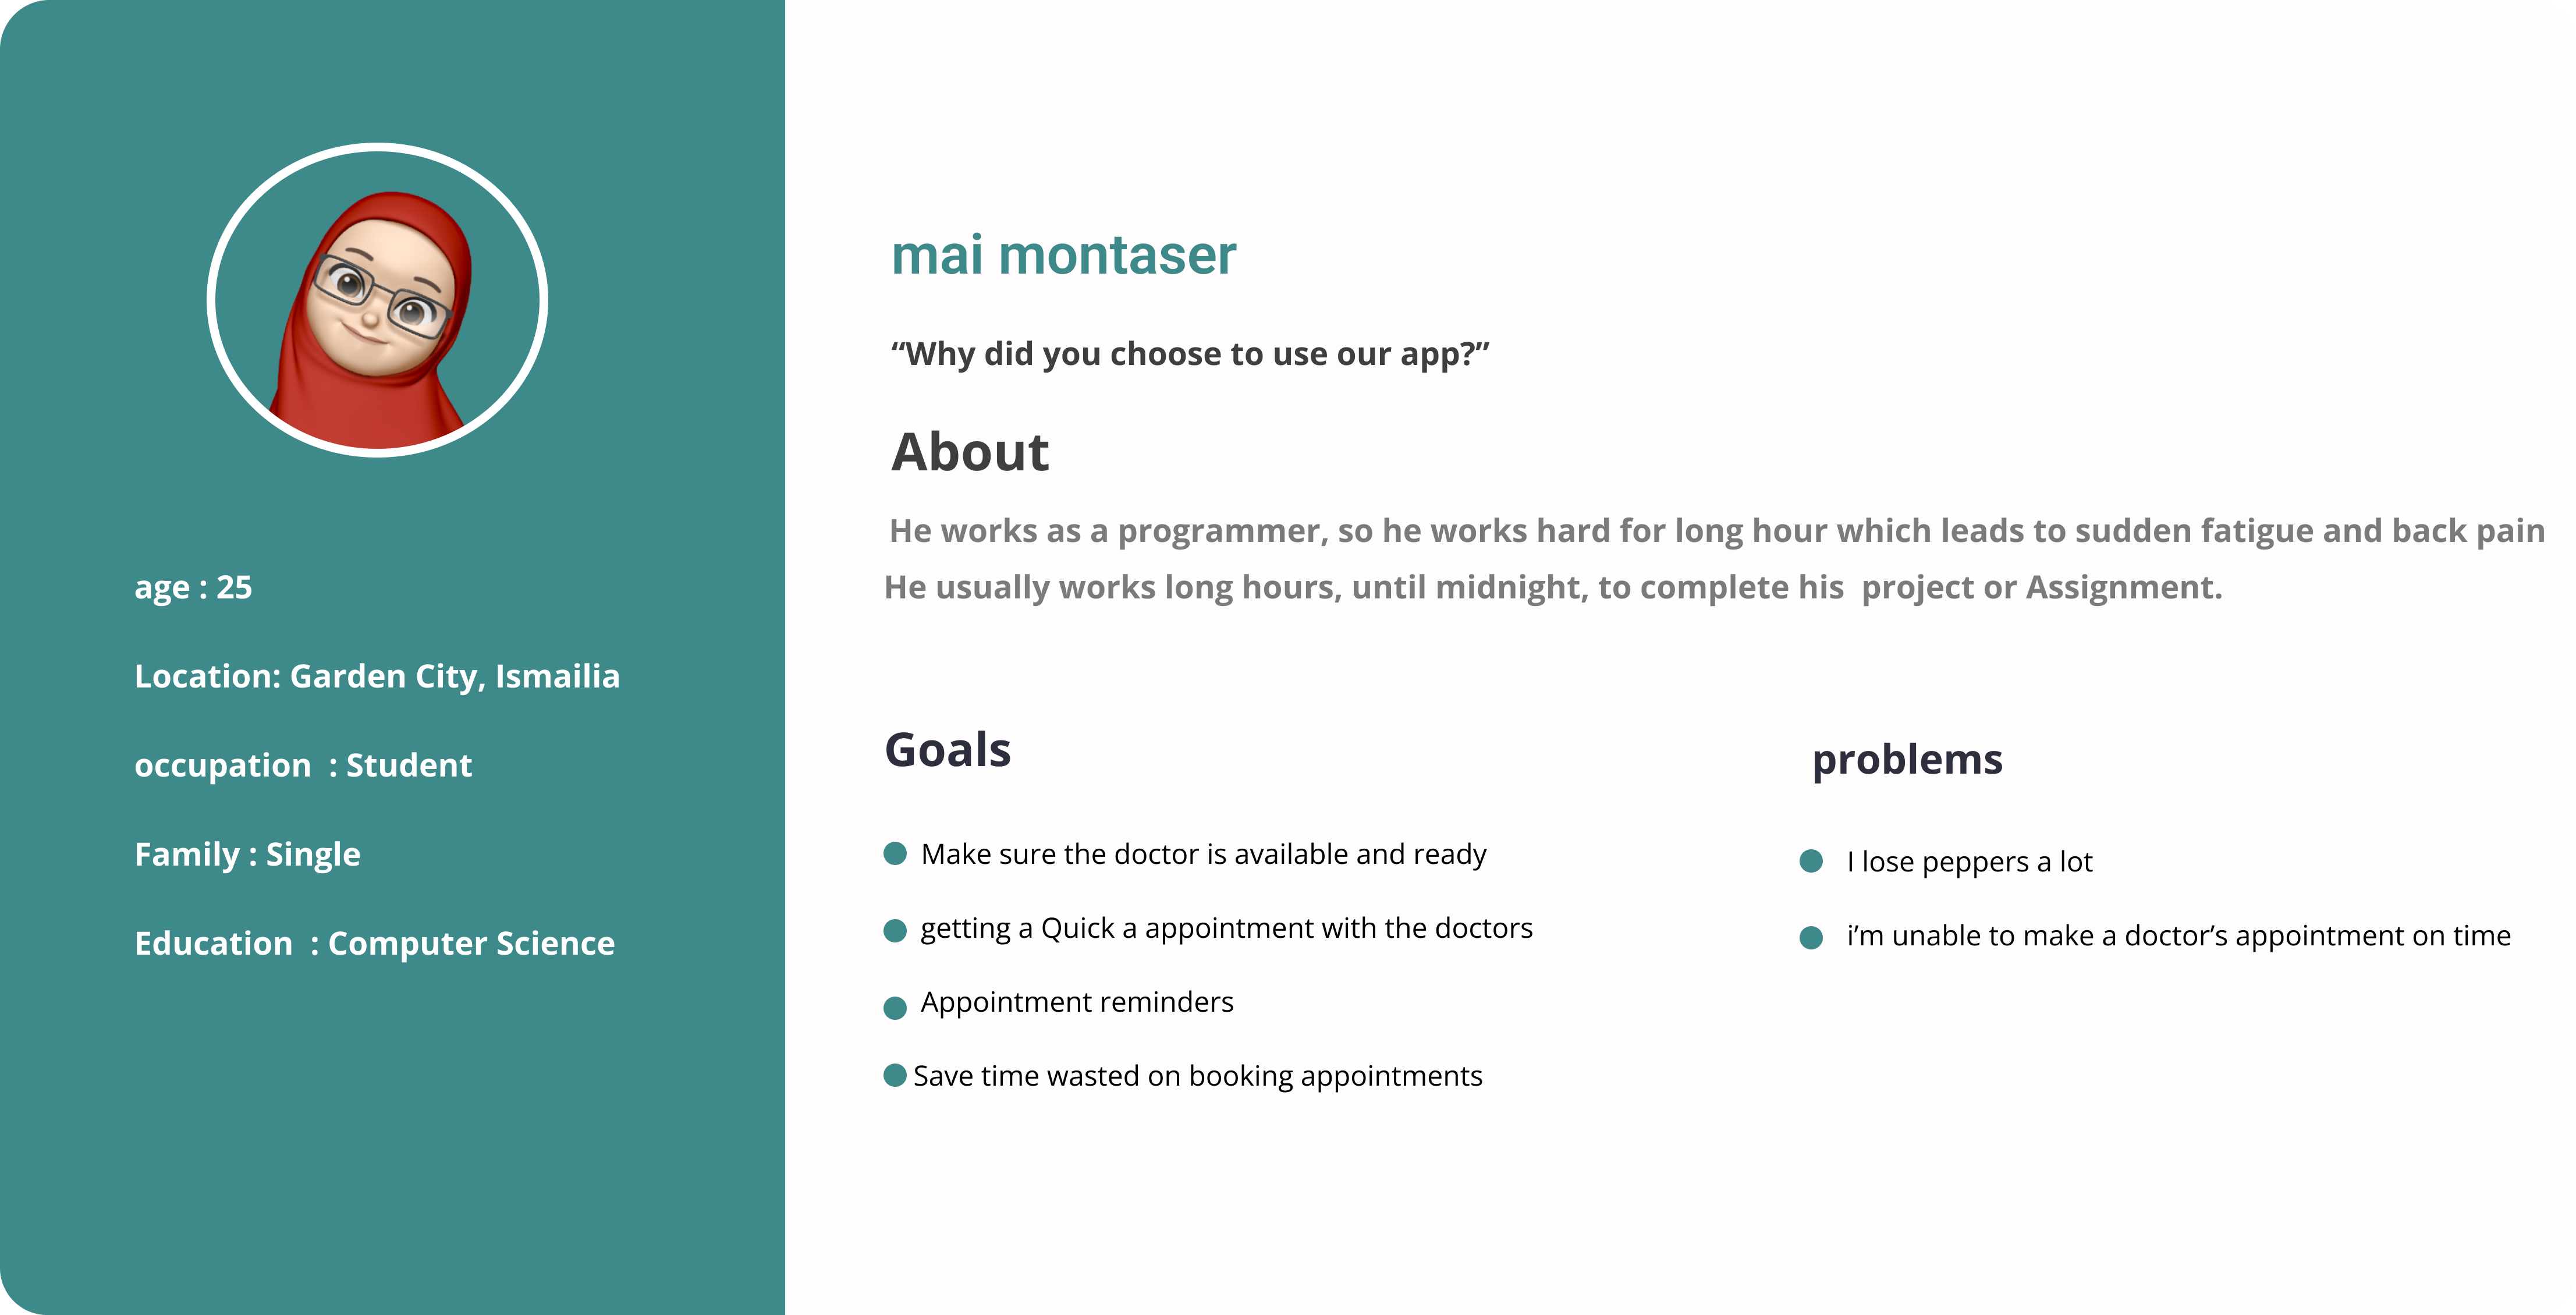 age : 25
Location: Garden City, Ismailia
occupation  : Student
Family : Single
Education  : Computer Science
mai montaser
“Why did you choose to use our app?”
About
He works as a programmer, so he works hard for long hour which leads to sudden fatigue and back pain
He usually works long hours, until midnight, to complete his  project or Assignment.
Goals
Make sure the doctor is available and ready
getting a Quick a appointment with the doctors
Appointment reminders
Save time wasted on booking appointments
problems
I lose peppers a lot
i’m unable to make a doctor’s appointment on time